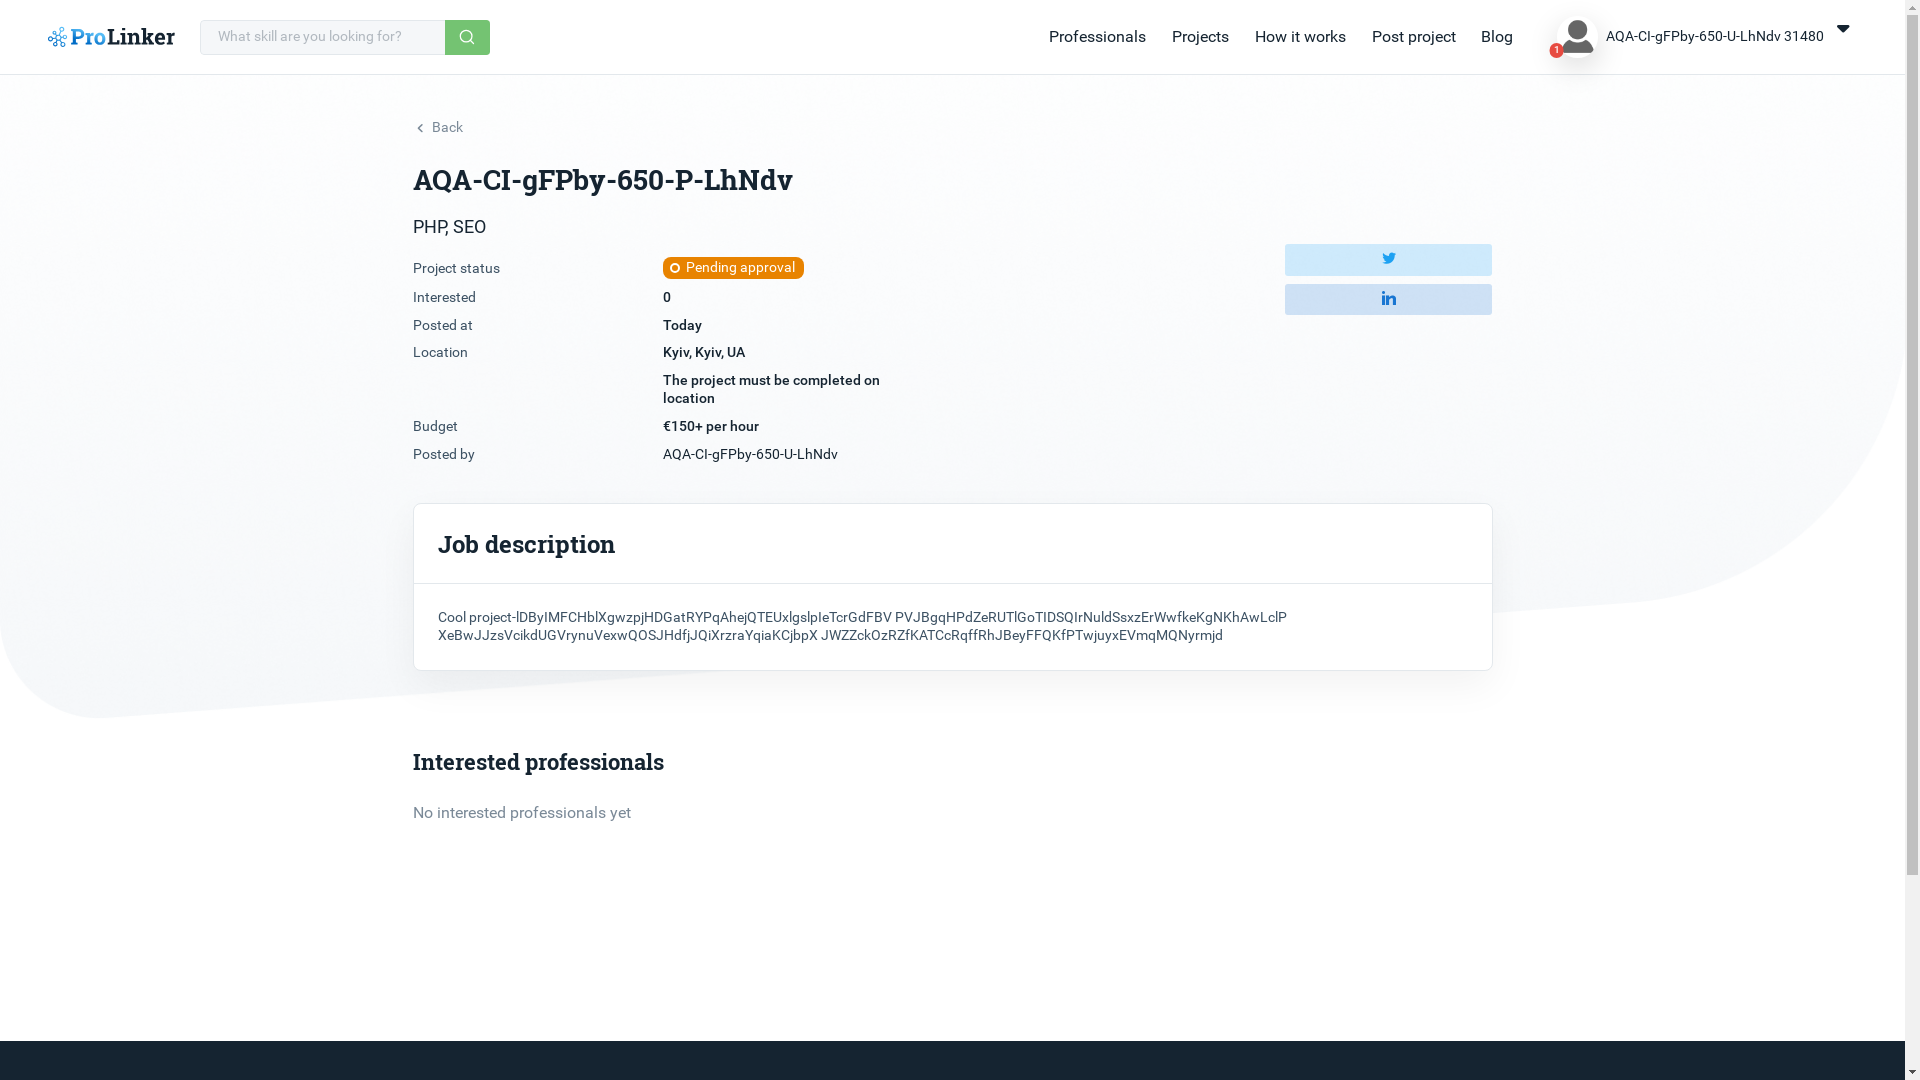 ProLinker
What skill are you looking for?
Professionals
Projects
How it works
Post project
Blog
1
AQA-CI-gFPby-650-U-LhNdv 31480
Back
AQA-CI-gFPby-650-P-LhNdv
PHP, SEO
Project status
Pending approval
Interested
0
Posted at
Today
Location
Kyiv, Kyiv, UA
The project must be completed on
location
Budget
€150+ per hour
Posted by
AQA-CI-gFPby-650-U-LhNdv
Job description
Cool project-lDByIMFCHblXgwzpjHDGatRYPqAhejQTEUxlgslpIeTcrGdFBV PVJBgqHPdZeRUTlGoTIDSQIrNuldSsxzErWwfkeKgNKhAwLclP
XeBwJJzsVcikdUGVrynuVexwQOSJHdfjJQiXrzraYqiaKCjbpX JWZZckOzRZfKATCcRqffRhJBeyFFQKfPTwjuyxEVmqMQNyrmjd
Interested professionals
No interested professionals yet